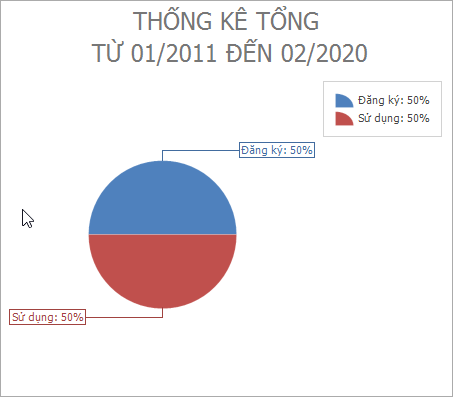 THỐNG KÊ TỔNG
TỪ 01/2011 ĐẾN 02/2020
Đăng ký: 50%
Sử dụng: 50%
Đăng ký: 50%
Sử dụng: 50%